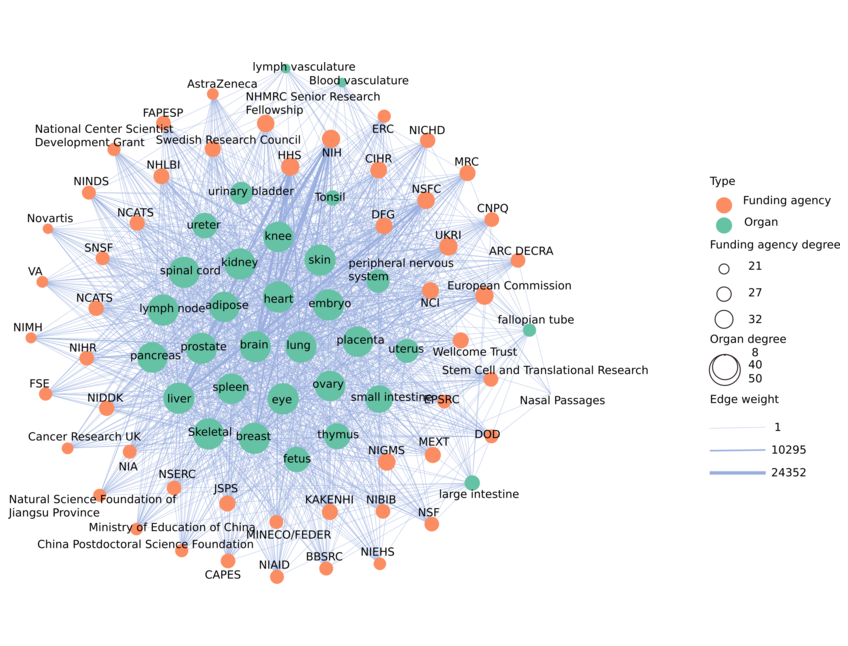 lymph vasculature
Blood vasculature
AstraZeneca
NHMRC Senior Research
Fellowship
FAPESP
ERC
NICHD
National Center Scientist
Development Grant
Swedish Research Council
HHS
NIH
CIHR
MRC
NHLBI
NINDS
urinary bladder
Tonsil
NSFC
Novartis
NCATS
ureter
DFG
CNPQ
knee
UKRI
SNSF
spinal cord
kidney
skin
peripheral nervous
system
ARC DECRA
VA
NCATS
lymph node
adipose
heart
embryo
NCI
European Commission
fallopian tube
NIMH
NIHR
pancreas
prostate
brain
lung
placenta
uterus
Wellcome Trust
Stem Cell and Translational Research
FSE
NIDDK
liver
spleen
eye
ovary
small intestine
EPSRC
Nasal Passages
Cancer Research UK
NIA
Skeletal
breast
thymus
fetus
NIGMS
MEXT
DOD
NSERC
JSPS
large intestine
Natural Science Foundation of
Jiangsu Province
KAKENHI
NIBIB
NSF
Ministry of Education of China
MINECO/FEDER
China Postdoctoral Science Foundation
CAPES
NIAID
BBSRC
NIEHS
Type
Funding agency
Organ
Funding agency degree
21
27
32
Organ degree
8
40
50
Edge weight
1
10295
24352